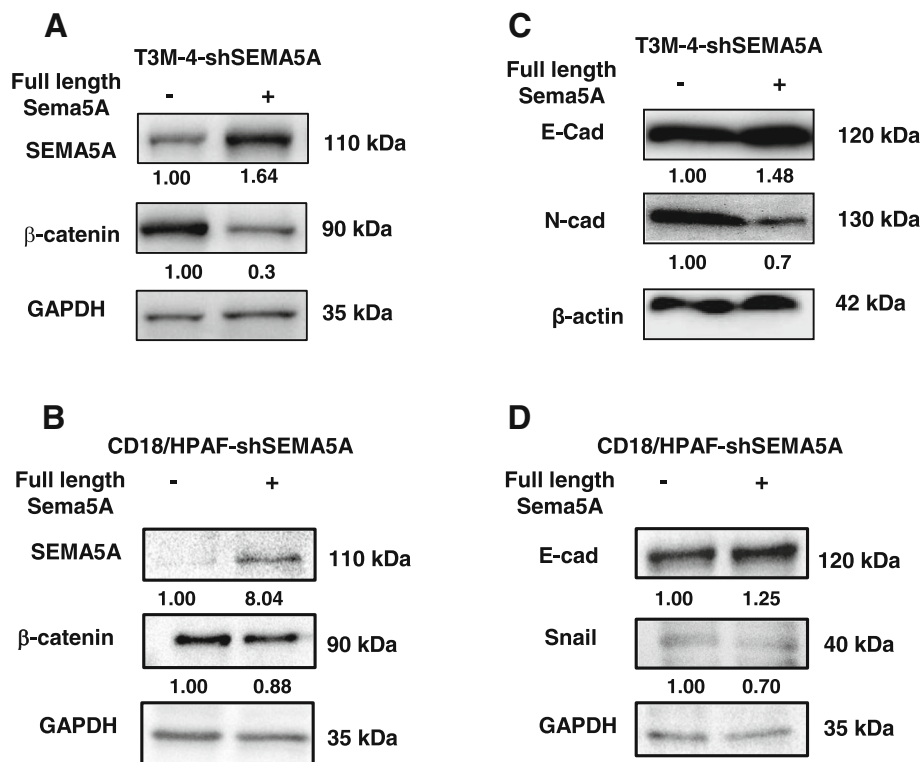 A
T3M-4-shSEMA5A
Full length
Sema5A
- +
SEMA5A 110 kDa
1.00 1.64
β-catenin 90 kDa
1.00 0.3
GAPDH 35 kDa
C
T3M-4-shSEMA5A
Full length
Sema5A
- +
E-Cad 120 kDa
1.00 1.48
N-cad 130 kDa
1.00 0.7
β-actin 42 kDa
B
CD18/HPAF-shSEMA5A
Full length
Sema5A
- +
SEMA5A 110 kDa
1.00 8.04
β-catenin 90 kDa
1.00 0.88
GAPDH 35 kDa
D
CD18/HPAF-shSEMA5A
Full length
Sema5A
- +
E-cad 120 kDa
1.00 1.25
Snail 40 kDa
1.00 0.70
GAPDH 35 kDa